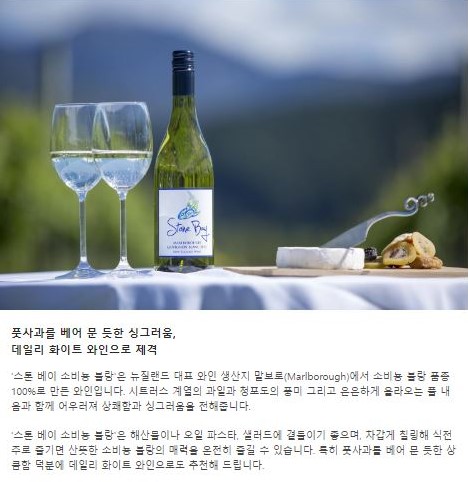 Stone Bay
MARLBOROUGH
SAUVIGNON BLANC
풋사과를 베어 문 듯한 싱그러움,
데일리 화이트 와인으로 제격
'스톤 베이 소비뇽 블랑'은 뉴질랜드 대표 와인 생산지 말보로(Marlborough)에서 소비뇽 블랑 품종
100%로 만든 와인입니다. 시트러스 계열의 과일과 청포도의 풍미 그리고 은은하게 올라오는 풀 내
음과 함께 어우러져 상쾌함과 싱그러움을 전해줍니다.
'스톤 베이 소비뇽 블랑'은 해산물이나 오일 파스타, 샐러드에 곁들이기 좋으며, 차갑게 칠링해 식전
주로 즐기면 산뜻한 소비뇽 블랑의 매력을 온전히 즐길 수 있습니다. 특히 풋사과를 베어 문 듯한 상
큼함 덕분에 데일리 화이트 와인으로도 추천해 드립니다.